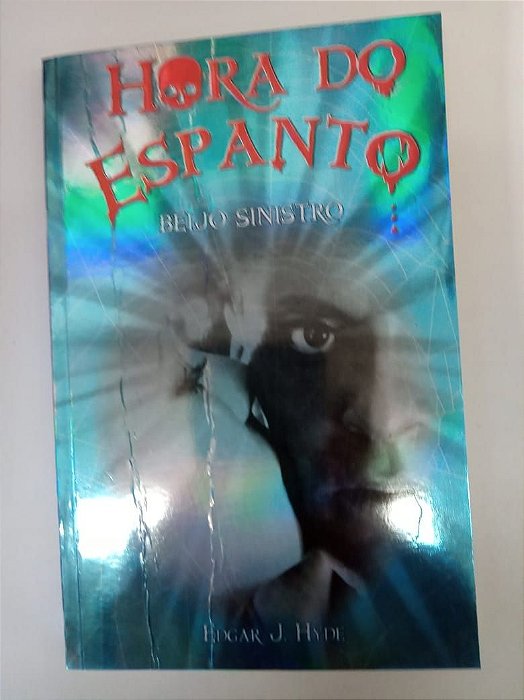 HORA DO
ESPANTO
BEIJO SINISTRO
EDGAR J. HYDE